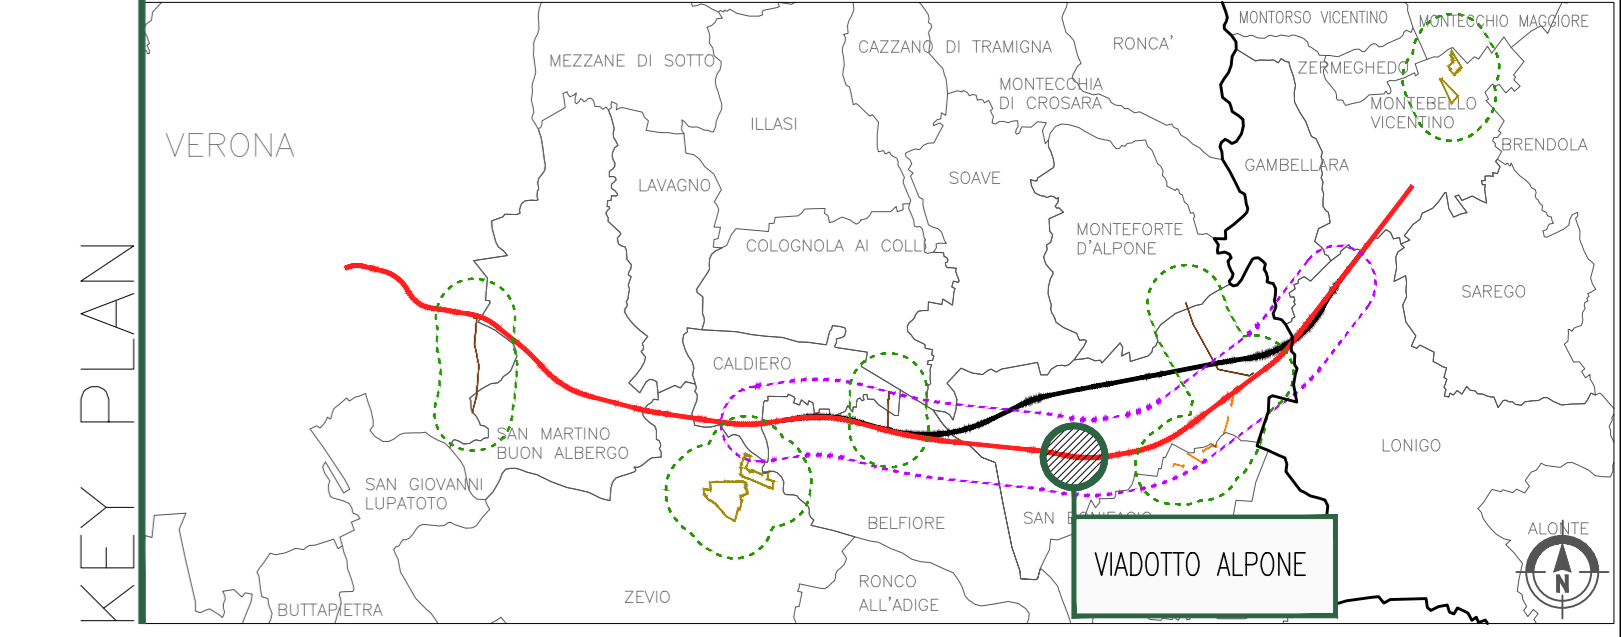 KEY PLAN
MONTORSO VICENTINO
MONTECCHIO MAGGIORE
MEZZANE DI SOTTO
CAZZANO DI TRAMIGNA
RONCA'
ZERMEGHEDO
MONTECCHIA
DI CROSARA
MONTEBELLO
VICENTINO
ILLASI
VERONA
BRENDOLA
GAMBELLARA
LAVAGNO
SOAVE
MONTEFORTE
D'ALPONE
COLOGNOLA AI COLLI
SAREGO
CALDIERO
SAN MARTINO
BUON ALBERGO
LONIGO
SAN GIOVANNI
LUPATOTO
BELFIORE
SAN BONIFACIO
ALONTE
VIADOTTO ALPONE
N
RONCO
ALL'ADIGE
ZEVIO
BUTTAPIETRA